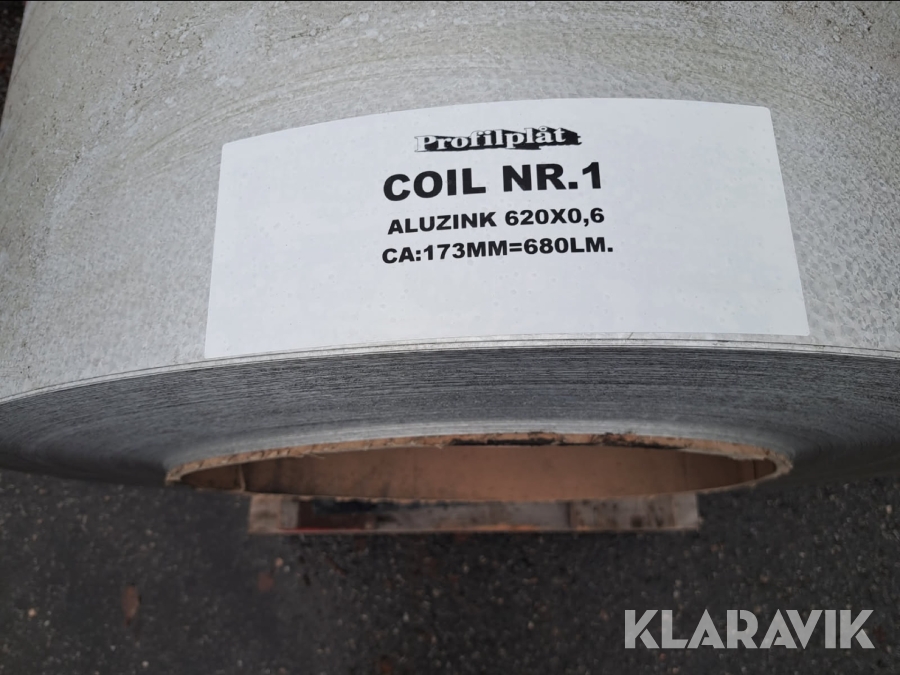 Profilplåt
COIL NR.1
ALUZINK 620X0,6
CA:173MM=680LM.
KLARAVIK